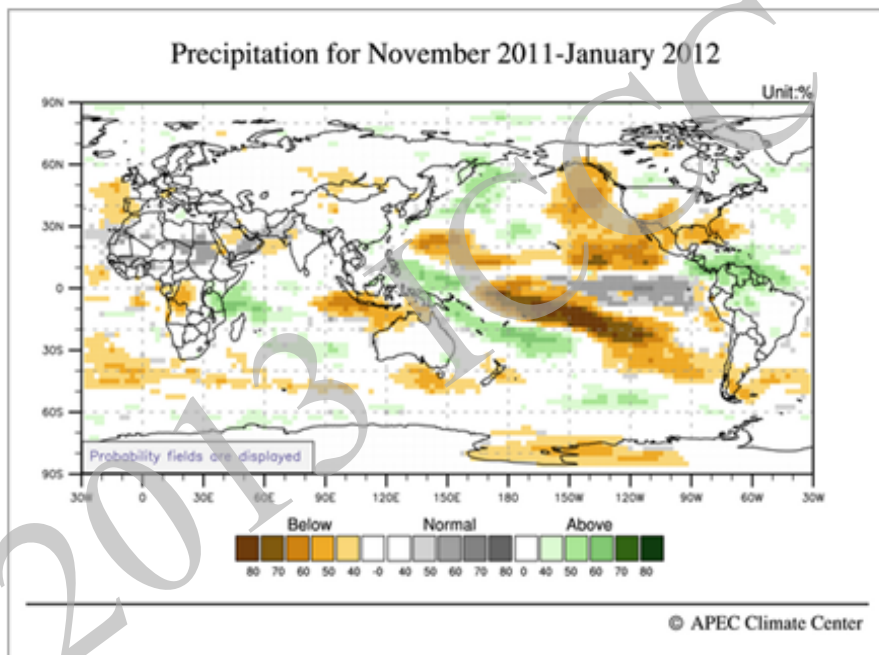 Precipitation for November 2011-January 2012
Unit:%
90N
60N
30N
0
30S
60S
90S
Probability fields are displayed
30W 0 30E 60E 90E 120E 150E 180 150W 120W 90W 60W 30W
Below Normal Above
80 70 60 50 40 -0 40 50 60 70 80 0 40 50 60 70 80
© APEC Climate Center
2013 ICCC